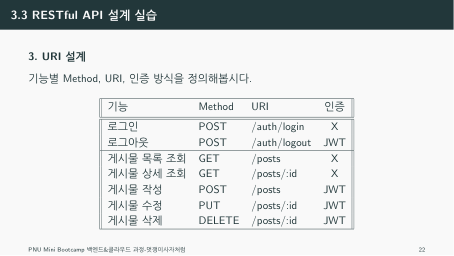 3.3 RESTful API 설계 실습
3. URI 설계
기능별 Method, URI, 인증 방식을 정의해봅시다.
기능 Method URI 인증
로그인 POST /auth/login X
로그아웃 POST /auth/logout JWT
게시물 목록 조회 GET /posts X
게시물 상세 조회 GET /posts/:id X
게시물 작성 POST /posts JWT
게시물 수정 PUT /posts/:id JWT
게시물 삭제 DELETE /posts/:id JWT
PNU Mini Bootcamp 백엔드&클라우드 과정-멋쟁이사자처럼 22